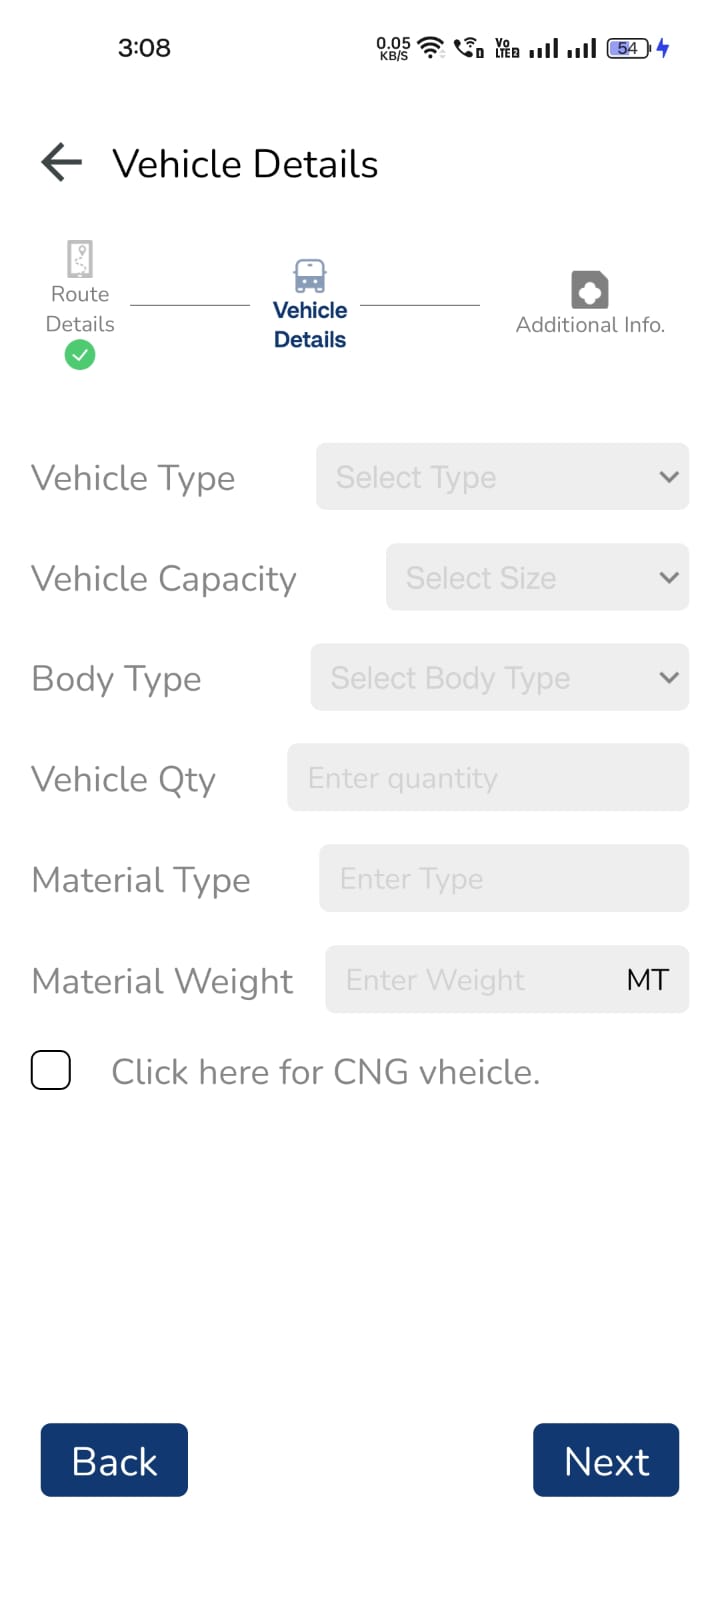 3:08
0.05
KB/S
Vo
LTE2
54
Vehicle Details
Route
Details
Vehicle
Details
Additional Info.
Vehicle Type
Select Type
Vehicle Capacity
Select Size
Body Type
Select Body Type
Vehicle Qty
Enter quantity
Material Type
Enter Type
Material Weight
Enter Weight
MT
Click here for CNG vheicle.
Back
Next